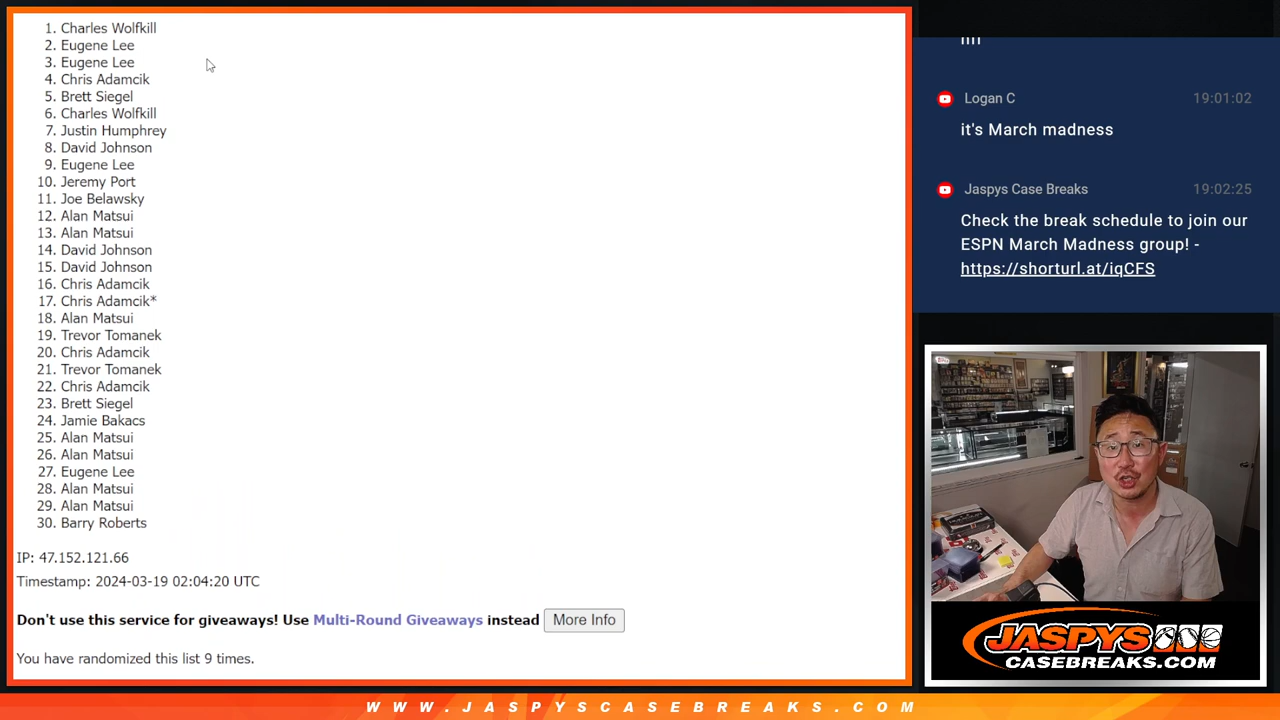 1. Charles Wolfkill
2. Eugene Lee
3. Eugene Lee
4. Chris Adamcik
5. Brett Siegel
6. Charles Wolfkill
7. Justin Humphrey
8. David Johnson
9. Eugene Lee
10. Jeremy Port
11. Joe Belawsky
12. Alan Matsui
13. Alan Matsui
14. David Johnson
15. David Johnson
16. Chris Adamcik
17. Chris Adamcik*
18. Alan Matsui
19. Trevor Tomanek
20. Chris Adamcik
21. Trevor Tomanek
22. Chris Adamcik
23. Brett Siegel
24. Jamie Bakacs
25. Alan Matsui
26. Alan Matsui
27. Eugene Lee
28. Alan Matsui
29. Alan Matsui
30. Barry Roberts
IP: 47.152.121.66
Timestamp: 2024-03-19 02:04:20 UTC
Don't use this service for giveaways! Use Multi-Round Giveaways instead More Info
You have randomized this list 9 times.
Logan C 19:01:02
it's March madness
Jaspys Case Breaks 19:02:25
Check the break schedule to join our
ESPN March Madness group! -
https://shorturl.at/iqCFS
JASPYS
CASEBREAKS.COM
WWW.JASPYSCASEBREAKS.COM